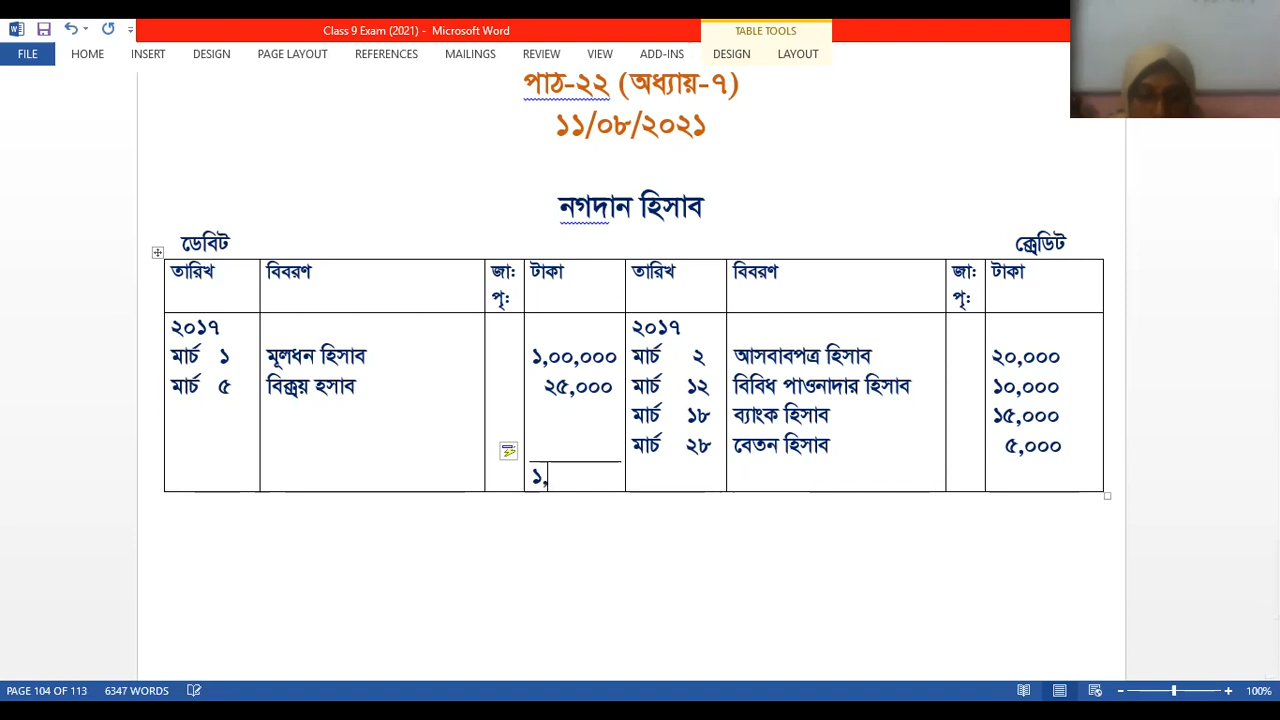 Class 9 Exam (2021) - Microsoft Word
TABLE TOOLS
FILE HOME INSERT DESIGN PAGE LAYOUT REFERENCES MAILINGS REVIEW VIEW ADD-INS DESIGN LAYOUT
পাঠ-২২ (অধ্যায়-৭)
১১/০৮/২০২১
নগদান হিসাব
ডেবিট ক্রেডিট
তারিখ বিবরণ জা: পৃ: টাকা তারিখ বিবরণ জা: পৃ: টাকা
২০১৭ ২০১৭
মার্চ ১ মূলধন হিসাব ১,০০,০০০ মার্চ ২ আসবাবপত্র হিসাব ২০,০০০
মার্চ ৫ বিক্রয় হসাব ২৫,০০০ মার্চ ১২ বিবিধ পাওনাদার হিসাব ১০,০০০
মার্চ ১৮ ব্যাংক হিসাব ১৫,০০০
মার্চ ২৮ বেতন হিসাব ৫,০০০
১,
PAGE 104 OF 113 6347 WORDS 100%